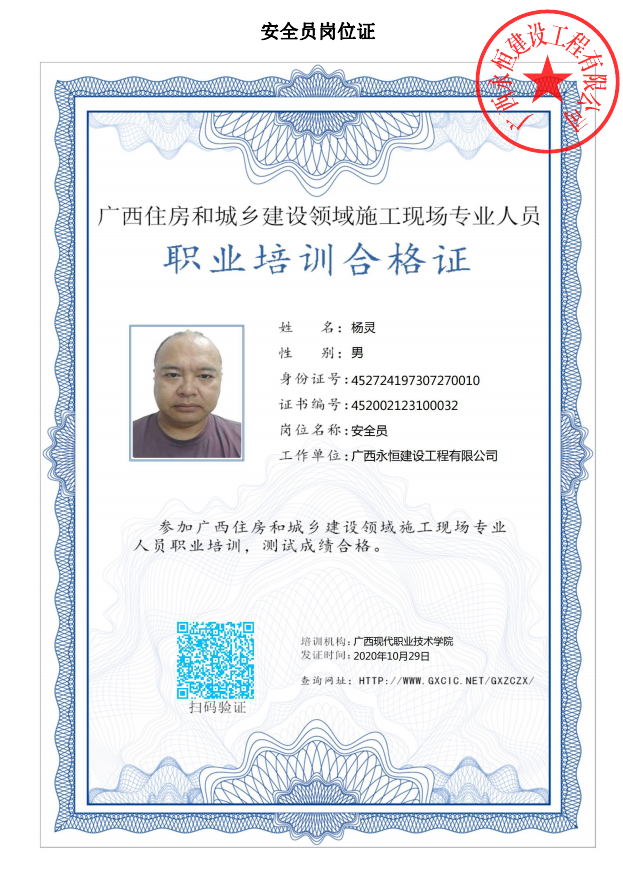 安全员岗位证
广西永恒建设工程有限公司
广西住房和城乡建设领域施工现场专业人员
职业培训合格证
姓 名：杨灵
性 别：男
身份证号：452724197307270010
证书编号：452002123100032
岗位名称：安全员
工作单位：广西永恒建设工程有限公司
参加广西住房和城乡建设领域施工现场专业
人员职业培训，测试成绩合格。
培训机构：广西现代职业技术学院
发证时间：2020年10月29日
查询网址：HTTP://WWW.GXCIC.NET/GXZCZX/
扫码验证